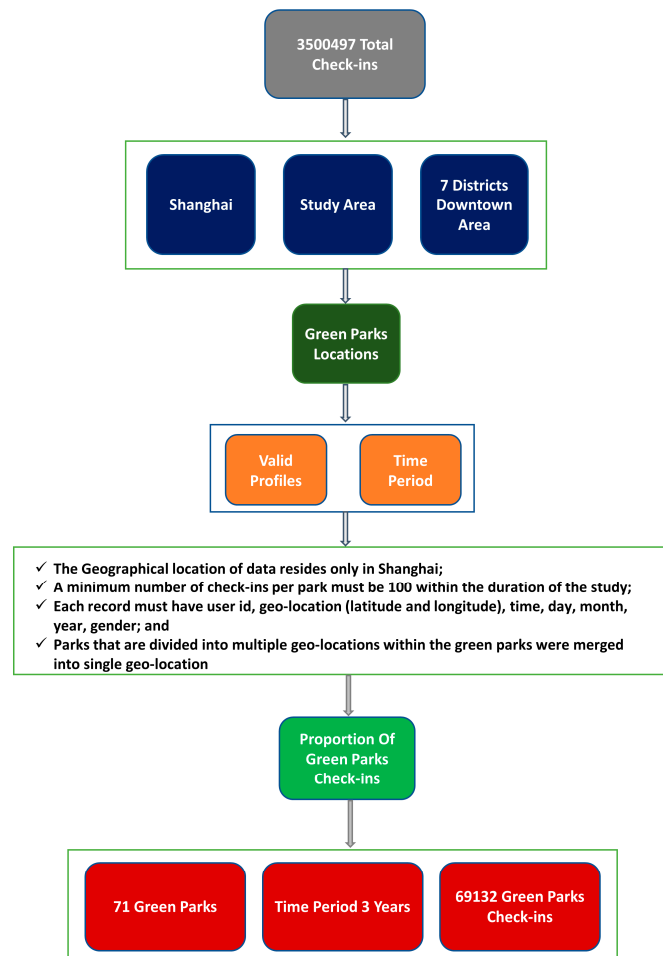 3500497 Total
Check-ins
Shanghai
Study Area
7 Districts
Downtown
Area
Green Parks
Locations
Valid
Profiles
Time
Period
✓ The Geographical location of data resides only in Shanghai;
✓ A minimum number of check-ins per park must be 100 within the duration of the study;
✓ Each record must have user id, geo-location (latitude and longitude), time, day, month,
year, gender; and
✓ Parks that are divided into multiple geo-locations within the green parks were merged
into single geo-location
Proportion Of
Green Parks
Check-ins
71 Green Parks
Time Period 3 Years
69132 Green Parks
Check-ins